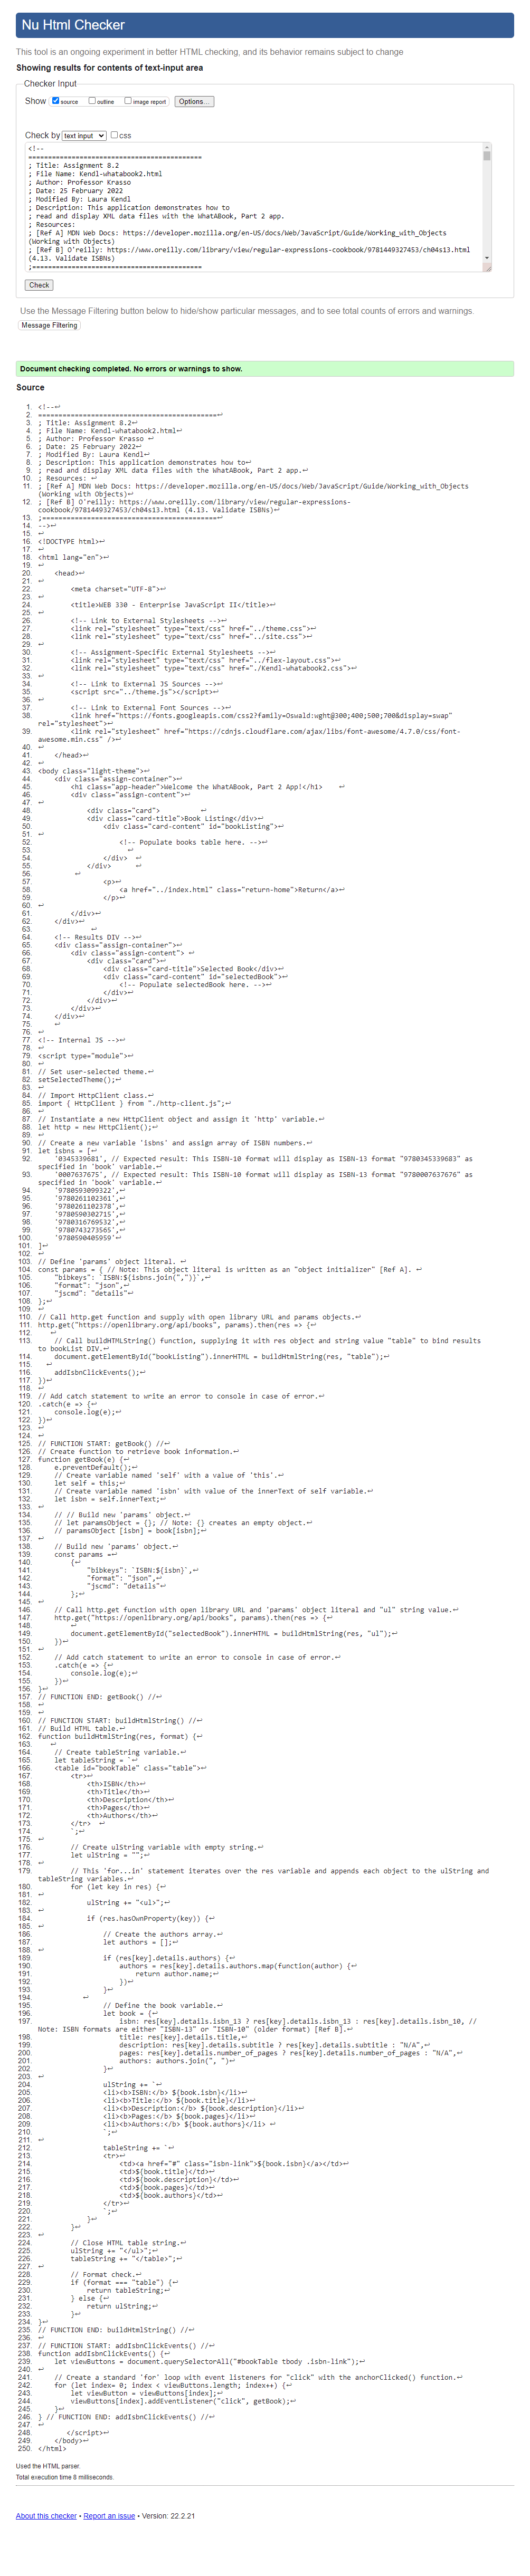 Nu Html Checker
This tool is an ongoing experiment in better HTML checking, and its behavior remains subject to change
Showing results for contents of text-input area
Checker Input
Show source outline image report Options...
Check by text input css
<!--
===========================================
; Title: Assignment 8.2
; File Name: Kendl-whatabook2.html
; Author: Professor Krasso
; Date: 25 February 2022
; Modified By: Laura Kendl
; Description: This application demonstrates how to
; read and display XML data files with the WhatABook, Part 2 app.
; Resources:
; [Ref A] MDN Web Docs: https://developer.mozilla.org/en-US/docs/Web/JavaScript/Guide/Working_with_Objects
(Working with Objects)
; [Ref B] O'reilly: https://www.oreilly.com/library/view/regular-expressions-cookbook/9781449327453/ch04s13.html
(4.13. Validate ISBNs)
;===========================================
Check
Use the Message Filtering button below to hide/show particular messages, and to see total counts of errors and warnings.
Message Filtering
Document checking completed. No errors or warnings to show.
Source
1. <!--↩
2. ============================================↩
3. ; Title: Assignment 8.2↩
4. ; File Name: Kendl-whatabook2.html↩
5. ; Author: Professor Krasso ↩
6. ; Date: 25 February 2022↩
7. ; Modified By: Laura Kendl↩
8. ; Description: This application demonstrates how to↩
9. ; read and display XML data files with the WhatABook, Part 2 app.↩
10. ; Resources: ↩
11. ; [Ref A] MDN Web Docs: https://developer.mozilla.org/en-US/docs/Web/JavaScript/Guide/Working_with_Objects
(Working with Objects)↩
12. ; [Ref B] O'reilly: https://www.oreilly.com/library/view/regular-expressions-
cookbook/9781449327453/ch04s13.html (4.13. Validate ISBNs)↩
13. ;===========================================↩
14. -->↩
15. ↩
16. <!DOCTYPE html>↩
17. ↩
18. <html lang="en">↩
19. ↩
20. <head>↩
21. ↩
22. <meta charset="UTF-8">↩
23. ↩
24. <title>WEB 330 - Enterprise JavaScript II</title>↩
25. ↩
26. <!-- Link to External Stylesheets -->↩
27. <link rel="stylesheet" type="text/css" href="../theme.css">↩
28. <link rel="stylesheet" type="text/css" href="../site.css">↩
29. ↩
30. <!-- Assignment-Specific External Stylesheets -->↩
31. <link rel="stylesheet" type="text/css" href="../flex-layout.css">↩
32. <link rel="stylesheet" type="text/css" href="./Kendl-whatabook2.css">↩
33. ↩
34. <!-- Link to External JS Sources -->↩
35. <script src="../theme.js"></script>↩
36. ↩
37. <!-- Link to External Font Sources -->↩
38. <link href="https://fonts.googleapis.com/css2?family=Oswald:wght@300;400;500;700&display=swap"
rel="stylesheet">↩
39. <link rel="stylesheet" href="https://cdnjs.cloudflare.com/ajax/libs/font-awesome/4.7.0/css/font-
awesome.min.css" />↩
40. ↩
41. </head>↩
42. ↩
43. <body class="light-theme">↩
44. <div class="assign-container">↩
45. <h1 class="app-header">Welcome the WhatABook, Part 2 App!</h1> ↩
46. <div class="assign-content">↩
47. ↩
48. <div class="card"> ↩
49. <div class="card-title">Book Listing</div>↩
50. <div class="card-content" id="bookListing">↩
51. ↩
52. <!-- Populate books table here. -->↩
53. ↩
54. </div> ↩
55. </div> ↩
56. ↩
57. <p>↩
58. <a href="../index.html" class="return-home">Return</a>↩
59. </p>↩
60. ↩
61. </div>↩
62. </div>↩
63. ↩
64. <!-- Results DIV -->↩
65. <div class="assign-container">↩
66. <div class="assign-content"> ↩
67. <div class="card">↩
68. <div class="card-title">Selected Book</div>↩
69. <div class="card-content" id="selectedBook">↩
70. <!-- Populate selectedBook here. -->↩
71. </div>↩
72. </div>↩
73. </div>↩
74. </div>↩
75. ↩
76. ↩
77. <!-- Internal JS -->↩
78. ↩
79. <script type="module">↩
80. ↩
81. // Set user-selected theme.↩
82. setSelectedTheme();↩
83. ↩
84. // Import HttpClient class.↩
85. import { HttpClient } from "./http-client.js";↩
86. ↩
87. // Instantiate a new HttpClient object and assign it 'http' variable.↩
88. let http = new HttpClient();↩
89. ↩
90. // Create a new variable 'isbns' and assign array of ISBN numbers.↩
91. let isbns = [↩
92. '0345339681', // Expected result: This ISBN-10 format will display as ISBN-13 format "9780345339683" as
specified in 'book' variable.↩
93. '0007637675', // Expected result: This ISBN-10 format will display as ISBN-13 format "9780007637676" as
specified in 'book' variable.↩
94. '9780593099322',↩
95. '9780261102361',↩
96. '9780261102378',↩
97. '9780590302715',↩
98. '9780316769532',↩
99. '9780743273565',↩
100. '9780590405959'↩
101. ]↩
102. ↩
103. // Define 'params' object literal. ↩
104. const params = { // Note: This object literal is written as an "object initializer" [Ref A]. ↩
105. "bibkeys": `ISBN:${isbns.join(",")}`,↩
106. "format": "json",↩
107. "jscmd": "details"↩
108. };↩
109. ↩
110. // Call http.get function and supply with open library URL and params objects.↩
111. http.get("https://openlibrary.org/api/books", params).then(res => {↩
112. ↩
113. // Call buildHTMLString() function, supplying it with res object and string value "table" to bind results
to bookList DIV.↩
114. document.getElementById("bookListing").innerHTML = buildHtmlString(res, "table");↩
115. ↩
116. addIsbnClickEvents();↩
117. })↩
118. ↩
119. // Add catch statement to write an error to console in case of error.↩
120. .catch(e => {↩
121. console.log(e);↩
122. })↩
123. ↩
124. ↩
125. // FUNCTION START: getBook() //↩
126. // Create function to retrieve book information.↩
127. function getBook(e) {↩
128. e.preventDefault();↩
129. // Create variable named 'self' with a value of 'this'.↩
130. let self = this;↩
131. // Create variable named 'isbn' with value of the innerText of self variable.↩
132. let isbn = self.innerText;↩
133. ↩
134. // // Build new 'params' object.↩
135. // let paramsObject = {}; // Note: {} creates an empty object.↩
136. // paramsObject [isbn] = book[isbn];↩
137. ↩
138. // Build new 'params' object.↩
139. const params =↩
140. {↩
141. "bibkeys": `ISBN:${isbn}`,↩
142. "format": "json",↩
143. "jscmd": "details"↩
144. };↩
145. ↩
146. // Call http.get function with open library URL and 'params' object literal and "ul" string value.↩
147. http.get("https://openlibrary.org/api/books", params).then(res => {↩
148. ↩
149. document.getElementById("selectedBook").innerHTML = buildHtmlString(res, "ul");↩
150. })↩
151. ↩
152. // Add catch statement to write an error to console in case of error.↩
153. .catch(e => {↩
154. console.log(e);↩
155. })↩
156. }↩
157. // FUNCTION END: getBook() //↩
158. ↩
159. ↩
160. // FUNCTION START: buildHtmlString() //↩
161. // Build HTML table.↩
162. function buildHtmlString(res, format) {↩
163. ↩
164. // Create tableString variable.↩
165. let tableString = `↩
166. <table id="bookTable" class="table">↩
167. <tr>↩
168. <th>ISBN</th>↩
169. <th>Title</th>↩
170. <th>Description</th>↩
171. <th>Pages</th>↩
172. <th>Authors</th>↩
173. </tr> ↩
174. `;↩
175. ↩
176. // Create ulString variable with empty string.↩
177. let ulString = "";↩
178. ↩
179. // This 'for...in' statement iterates over the res variable and appends each object to the ulString and
tableString variables.↩
180. for (let key in res) {↩
181. ↩
182. ulString += "<ul>";↩
183. ↩
184. if (res.hasOwnProperty(key)) {↩
185. ↩
186. // Create the authors array.↩
187. let authors = [];↩
188. ↩
189. if (res[key].details.authors) {↩
190. authors = res[key].details.authors.map(function(author) {↩
191. return author.name;↩
192. })↩
193. }↩
194. ↩
195. // Define the book variable.↩
196. let book = {↩
197. isbn: res[key].details.isbn_13 ? res[key].details.isbn_13 : res[key].details.isbn_10, //
Note: ISBN formats are either "ISBN-13" or "ISBN-10" (older format) [Ref B].↩
198. title: res[key].details.title,↩
199. description: res[key].details.subtitle ? res[key].details.subtitle : "N/A",↩
200. pages: res[key].details.number_of_pages ? res[key].details.number_of_pages : "N/A",↩
201. authors: authors.join(", ")↩
202. }↩
203. ↩
204. ulString += `↩
205. <li><b>ISBN:</b> ${book.isbn}</li>↩
206. <li><b>Title:</b> ${book.title}</li>↩
207. <li><b>Description:</b> ${book.description}</li>↩
208. <li><b>Pages:</b> ${book.pages}</li>↩
209. <li><b>Authors:</b> ${book.authors}</li> ↩
210. `;↩
211. ↩
212. tableString += `↩
213. <tr>↩
214. <td><a href="#" class="isbn-link">${book.isbn}</a></td>↩
215. <td>${book.title}</td>↩
216. <td>${book.description}</td>↩
217. <td>${book.pages}</td>↩
218. <td>${book.authors}</td>↩
219. </tr>↩
220. `;↩
221. }↩
222. }↩
223. ↩
224. // Close HTML table string.↩
225. ulString += "</ul>";↩
226. tableString += "</table>";↩
227. ↩
228. // Format check.↩
229. if (format === "table") {↩
230. return tableString;↩
231. } else {↩
232. return ulString;↩
233. }↩
234. }↩
235. // FUNCTION END: buildHtmlString() //↩
236. ↩
237. // FUNCTION START: addIsbnClickEvents() //↩
238. function addIsbnClickEvents() {↩
239. let viewButtons = document.querySelectorAll("#bookTable tbody .isbn-link");↩
240. ↩
241. // Create a standard 'for' loop with event listeners for "click" with the anchorClicked() function.↩
242. for (let index= 0; index < viewButtons.length; index++) {↩
243. let viewButton = viewButtons[index];↩
244. viewButtons[index].addEventListener("click", getBook);↩
245. }↩
246. } // FUNCTION END: addIsbnClickEvents() //↩
247. ↩
248. </script>↩
249. </body>↩
250. </html>
Used the HTML parser.
Total execution time 8 milliseconds.
About this checker • Report an issue • Version: 22.2.21